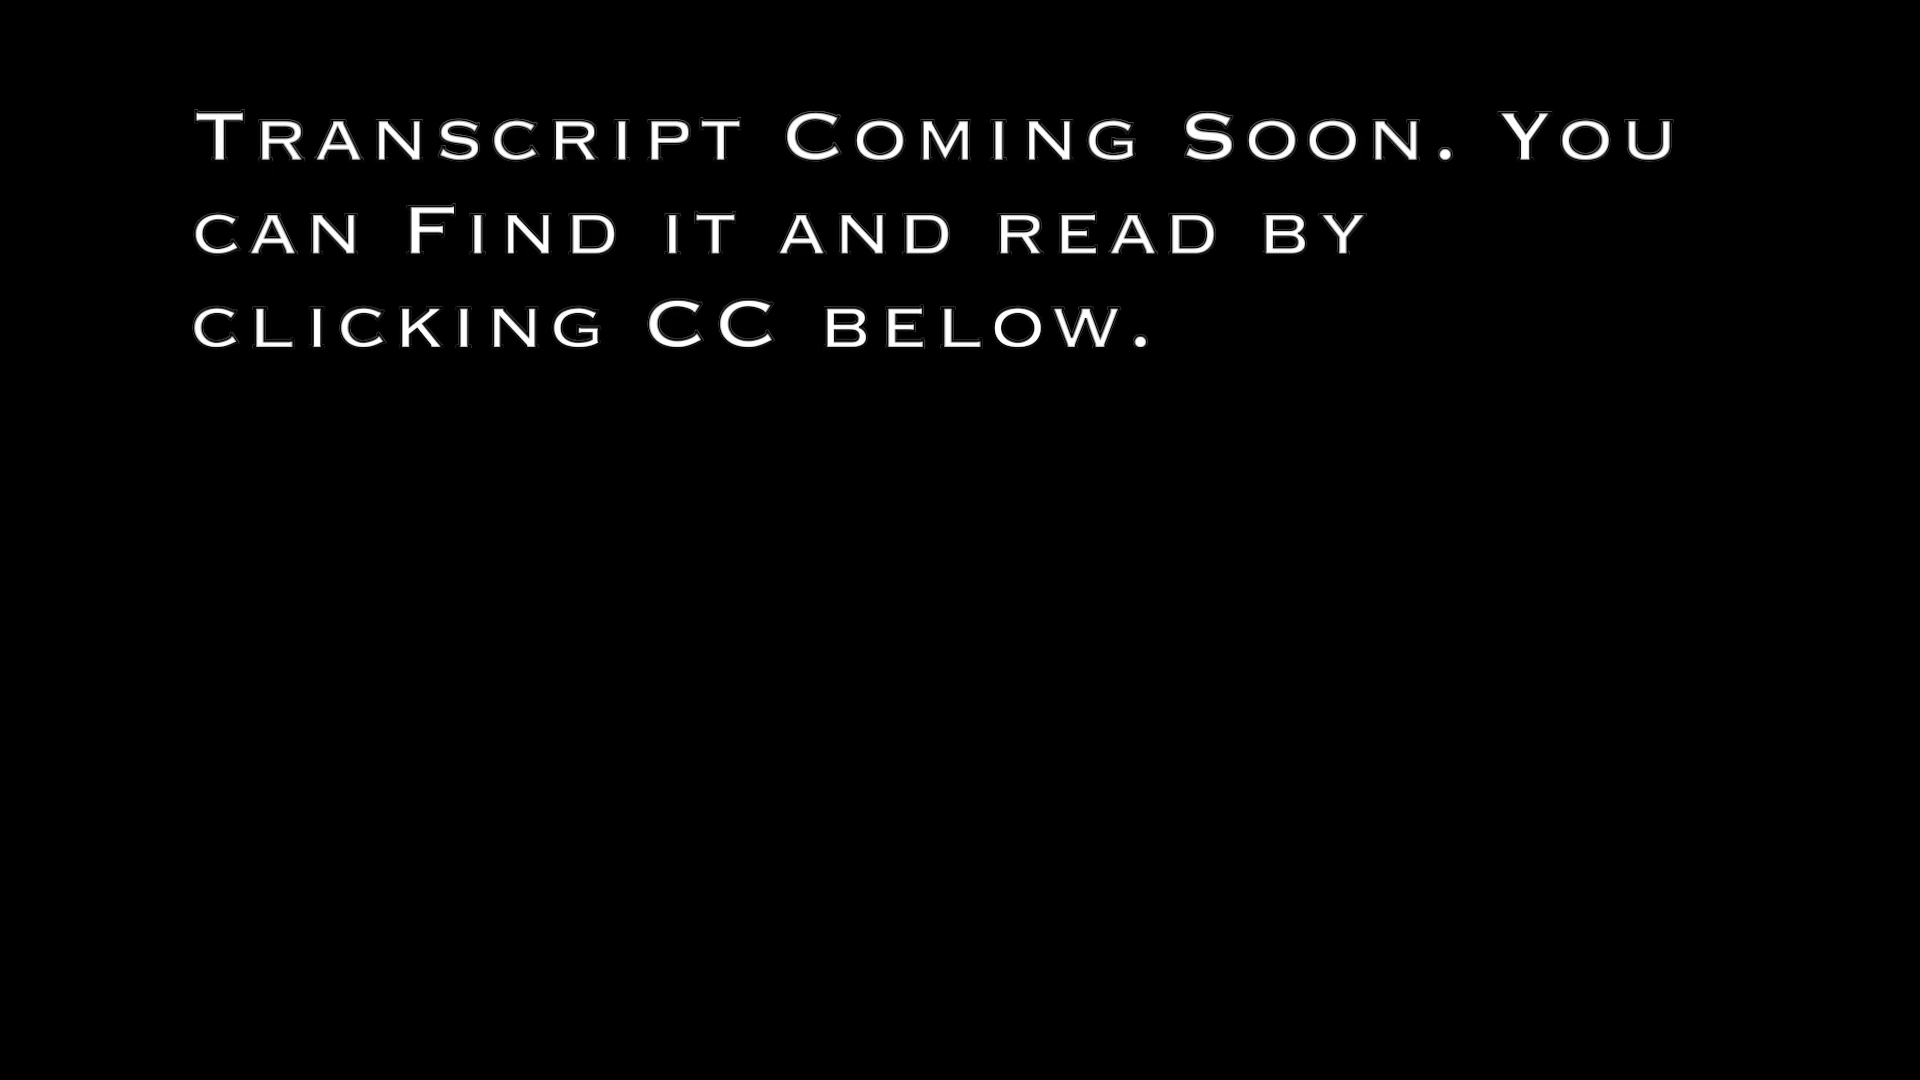 Transcript Coming Soon. You
can Find it and read by
clicking CC below.